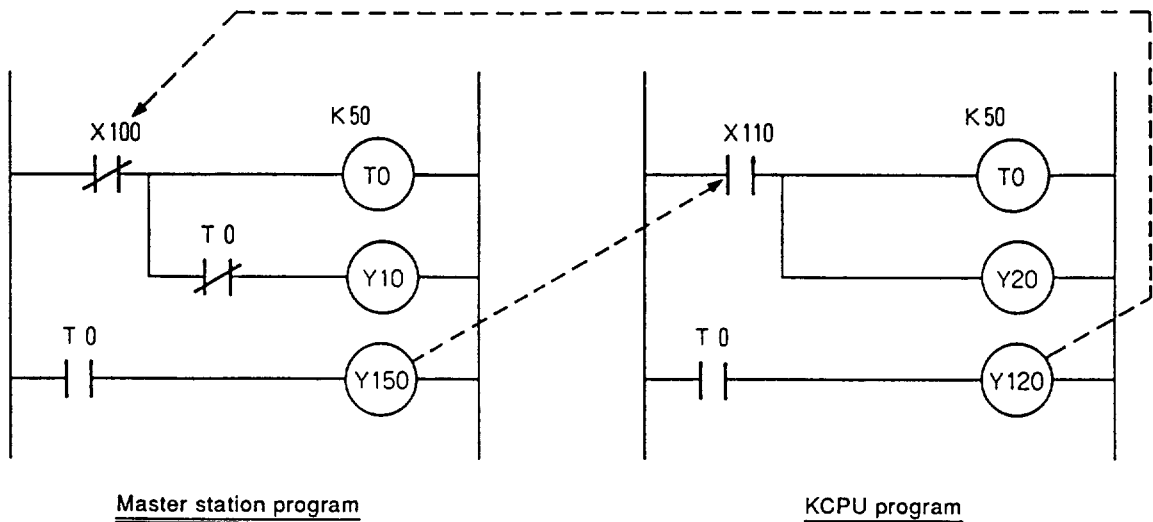 X100
K50
T0
T 0
Y10
T 0
Y150
Master station program
X110
K50
T0
Y20
T 0
Y120
KCPU program